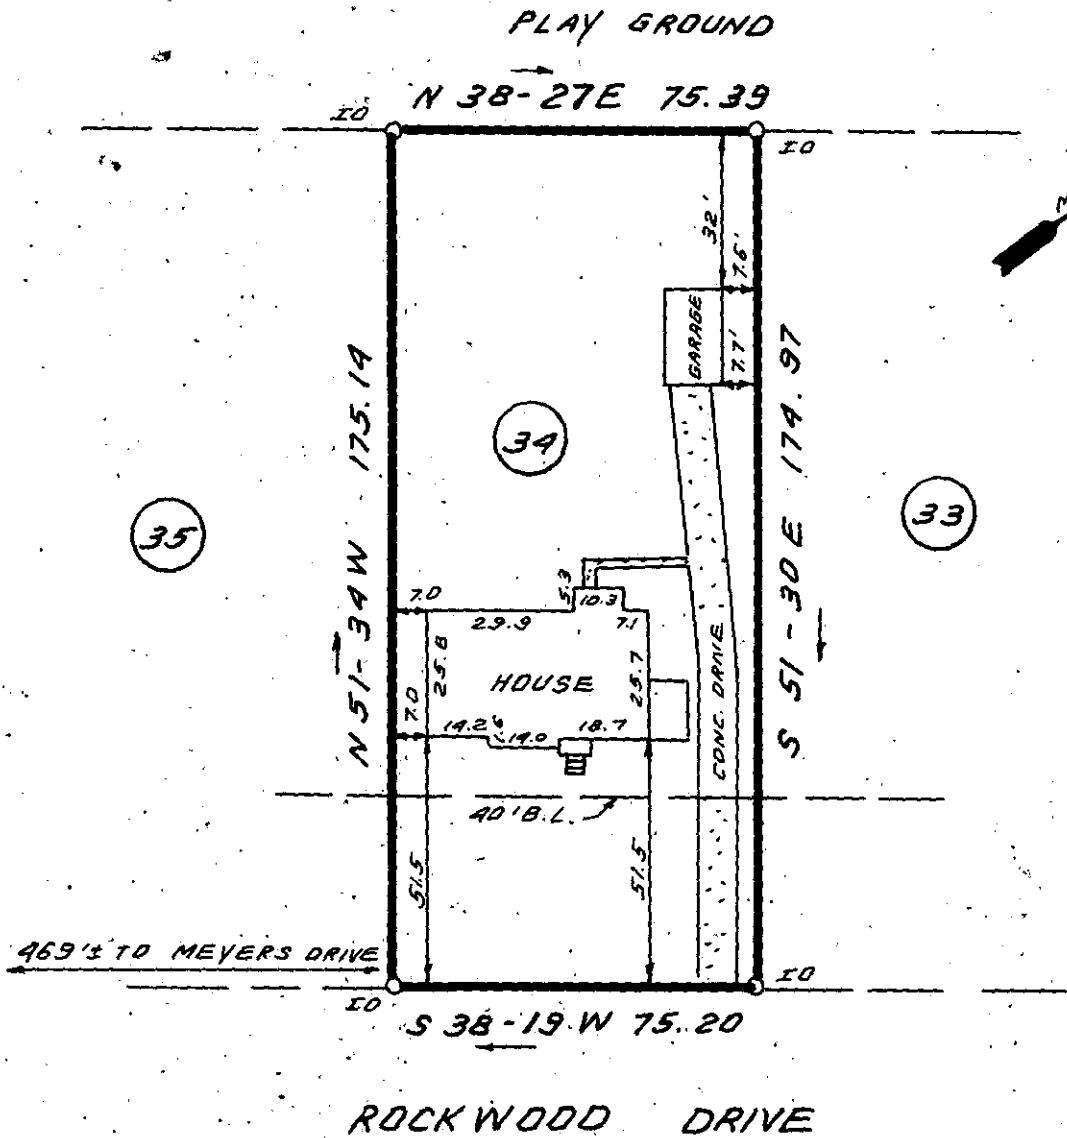 PLAY GROUND
N 38-27E 75.39
IO
IO
32'
7.6'
GARAGE
7.7'
N 51-34W 175.14
S 51-30E 174.97
34
35
33
7.0
5.3
10.3
29.9
7.1
25.8
HOUSE
25.7
CONC. DRIVE
7.0
14.2
14.0
18.7
40'B.L.
51.5
51.5
469'± TO MEYERS DRIVE
IO
IO
S 38-19 W 75.20
ROCKWOOD DRIVE